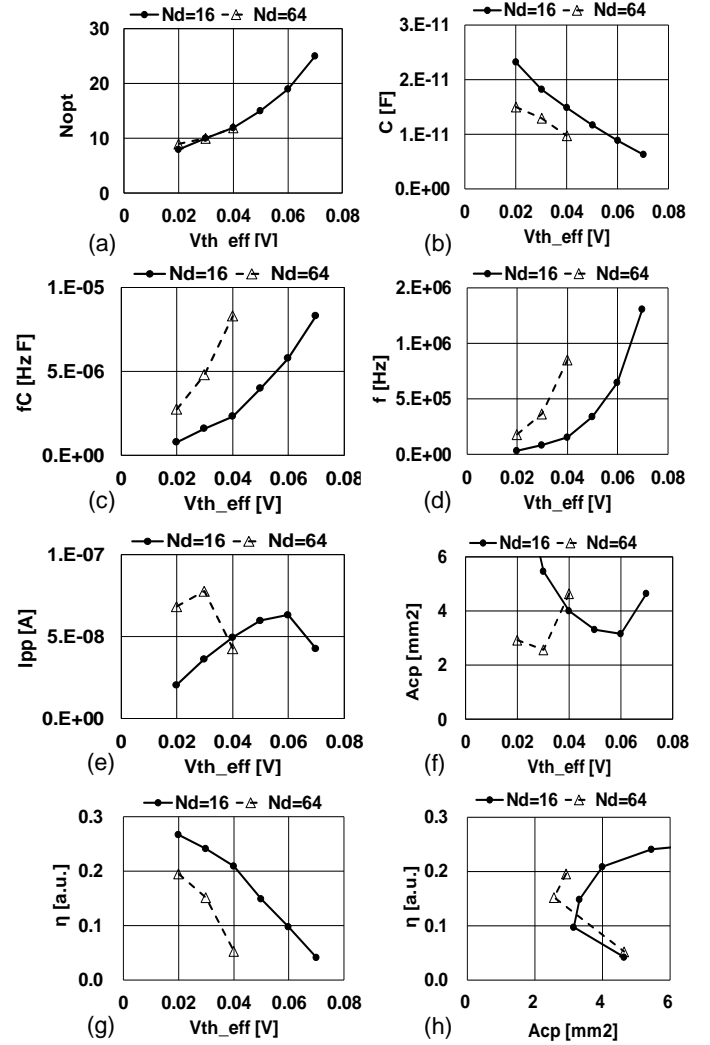 Nd=16 Nd=64
Nopt
30
20
10
0
0 0.02 0.04 0.06 0.08
Vth_eff [V]
(a)
Nd=16 Nd=64
C [F]
3.E-11
2.E-11
1.E-11
0.E+00
0 0.02 0.04 0.06 0.08
Vth_eff [V]
(b)
Nd=16 Nd=64
fC [Hz F]
1.E-05
5.E-06
0.E+00
0 0.02 0.04 0.06 0.08
Vth_eff [V]
(c)
Nd=16 Nd=64
f [Hz]
2.E+06
1.E+06
5.E+05
0.E+00
0 0.02 0.04 0.06 0.08
Vth_eff [V]
(d)
Nd=16 Nd=64
Ipp [A]
1.E-07
5.E-08
0.E+00
0 0.02 0.04 0.06 0.08
Vth_eff [V]
(e)
Nd=16 Nd=64
Acp [mm2]
6
4
2
0
0 0.02 0.04 0.06 0.08
Vth_eff [V]
(f)
Nd=16 Nd=64
η [a.u.]
0.3
0.2
0.1
0.0
0 0.02 0.04 0.06 0.08
Vth_eff [V]
(g)
Nd=16 Nd=64
η [a.u.]
0.3
0.2
0.1
0.0
0 2 4 6
Acp [mm2]
(h)